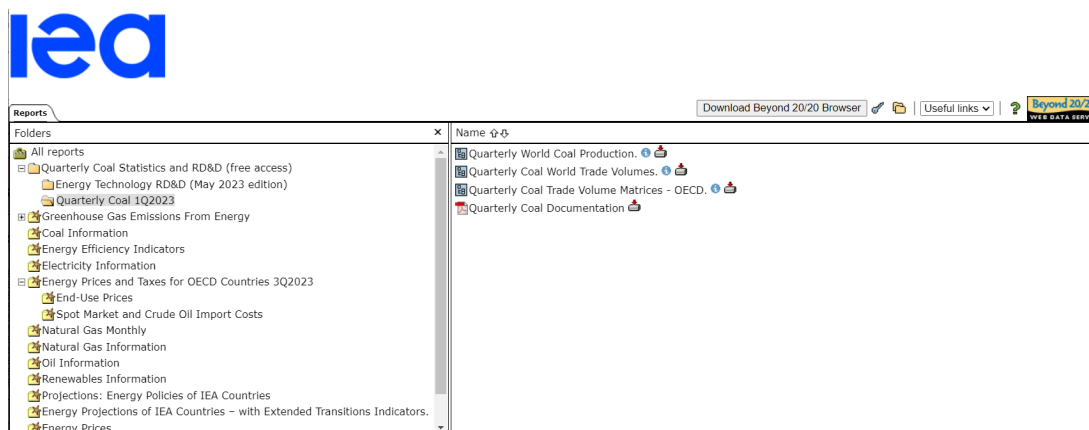 iea
Reports
Download Beyond 20/20 Browser
Useful links
?
Beyond 20/2
WEB DATA SERV
Folders
Name
All reports
Quarterly Coal Statistics and RD&D (free access)
Energy Technology RD&D (May 2023 edition)
Quarterly Coal 1Q2023
Greenhouse Gas Emissions From Energy
Coal Information
Energy Efficiency Indicators
Electricity Information
Energy Prices and Taxes for OECD Countries 3Q2023
End-Use Prices
Spot Market and Crude Oil Import Costs
Natural Gas Monthly
Natural Gas Information
Oil Information
Renewables Information
Projections: Energy Policies of IEA Countries
Energy Projections of IEA Countries – with Extended Transitions Indicators.
Energy Prices
Quarterly World Coal Production.
Quarterly Coal World Trade Volumes.
Quarterly Coal Trade Volume Matrices - OECD.
Quarterly Coal Documentation